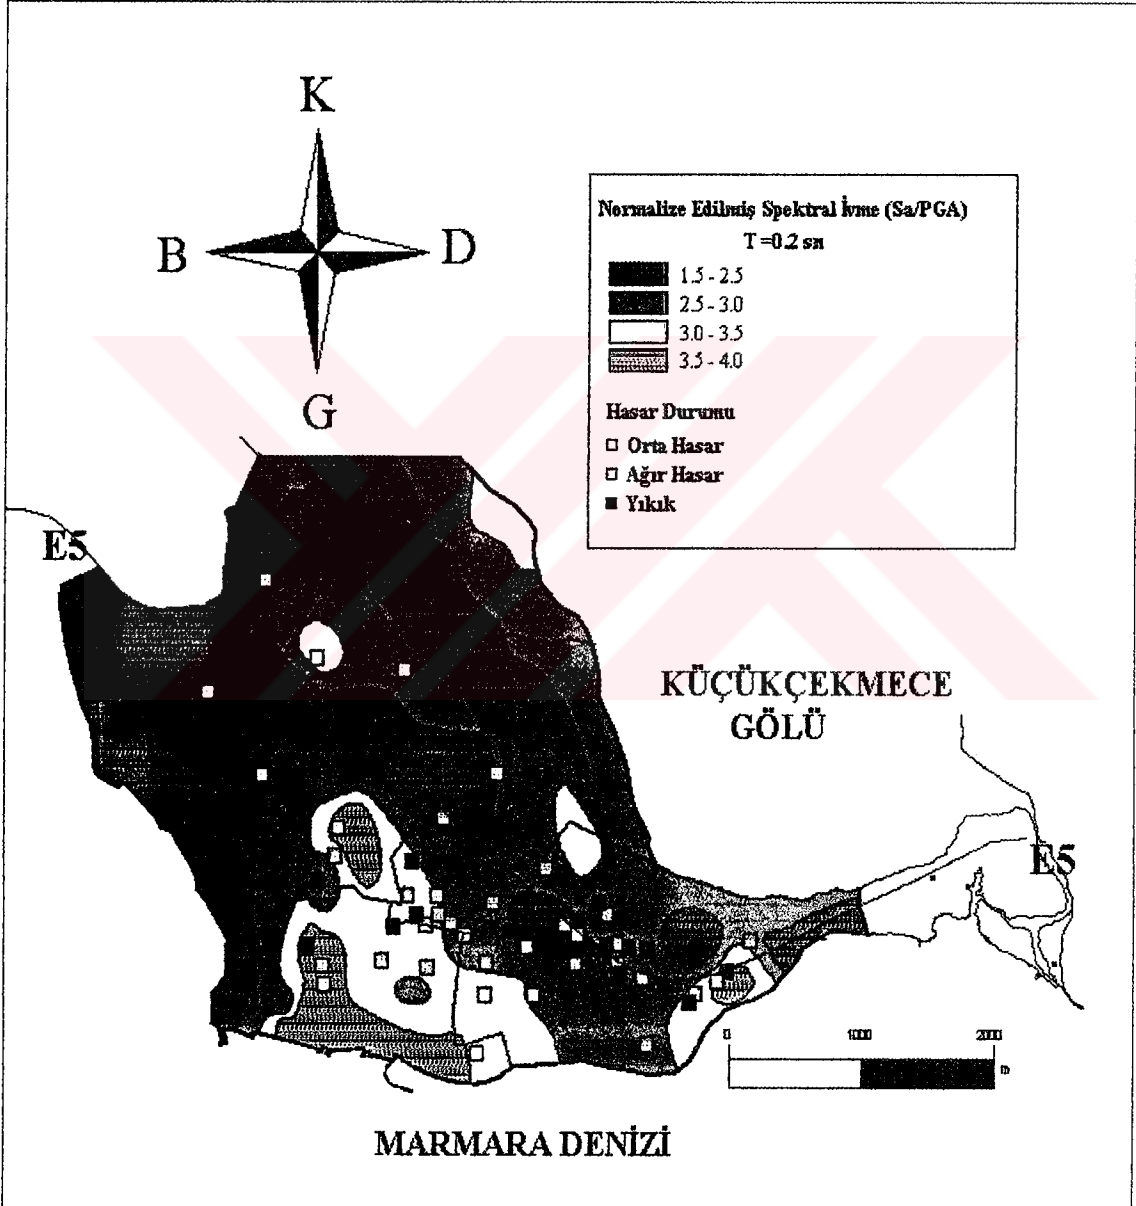 K
B
D
G
Normalize Edilmiş Spektral İvme (Sa/PGA)
T =0.2 sn
1.5 - 2.5
2.5 - 3.0
3.0 - 3.5
3.5 - 4.0
Hasar Durumu
Orta Hasar
Ağır Hasar
Yıkık
E5
KÜÇÜKÇEKMECE
GÖLÜ
E5
0 1000 2000
m
MARMARA DENİZİ